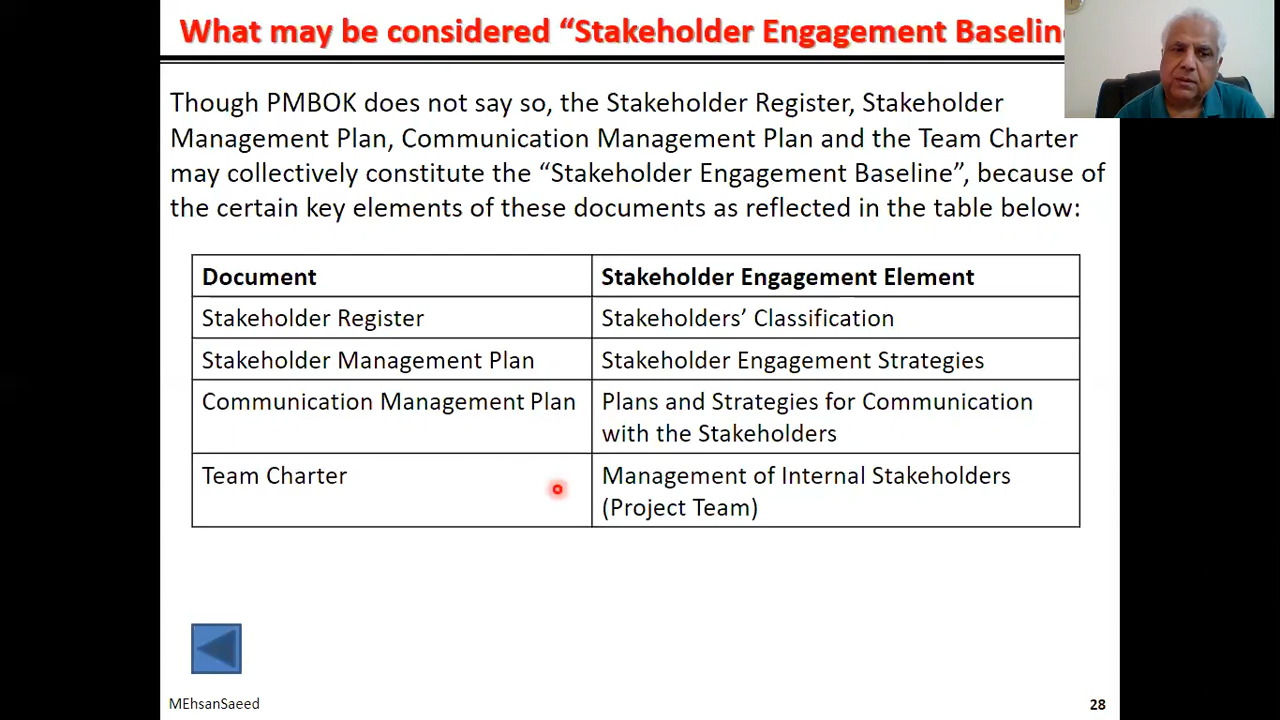 What may be considered “Stakeholder Engagement
Though PMBOK does not say so, the Stakeholder Register, Stakeholder
Management Plan, Communication Management Plan and the Team Charter
may collectively constitute the “Stakeholder Engagement Baseline”, because of
the certain key elements of these documents as reflected in the table below:
Document
Stakeholder Engagement Element
Stakeholder Register
Stakeholders’ Classification
Stakeholder Management Plan
Stakeholder Engagement Strategies
Communication Management Plan
Plans and Strategies for Communication
with the Stakeholders
Team Charter
Management of Internal Stakeholders
(Project Team)
MEhsanSaeed
28